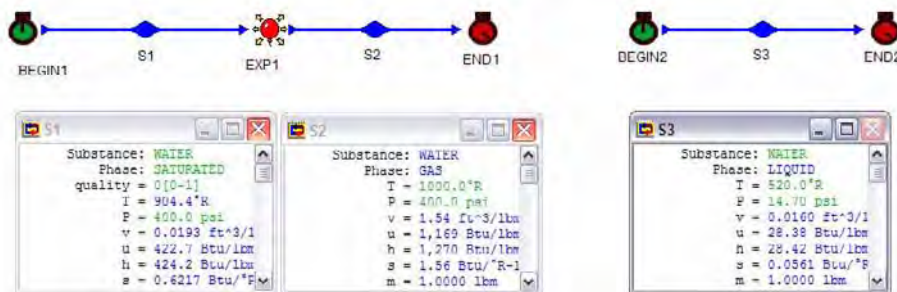 BEGIN1
S1
EXP1
S2
END1
BEGIN2
S3
END2
S1
Substance: WATER
Phase: SATURATED
quality = 0[0-1]
T = 904.4°R
P = 400.0 psi
v = 0.0193 ft^3/l
u = 422.7 Btu/lbm
h = 424.2 Btu/lbm
s = 0.6217 Btu/°R
S2
Substance: WATER
Phase: GAS
T = 1000.0°R
P = 400.0 psi
v = 1.54 ft^3/lbm
u = 1,169 Btu/lbm
h = 1,270 Btu/lbm
s = 1.56 Btu/°R-l
m = 1.0000 lbm
S3
Substance: WATER
Phase: LIQUID
T = 520.0°R
P = 14.70 psi
v = 0.0160 ft^3/lbm
u = 28.38 Btu/lbm
h = 28.42 Btu/lbm
s = 0.0561 Btu/°R
m = 1.0000 lbm